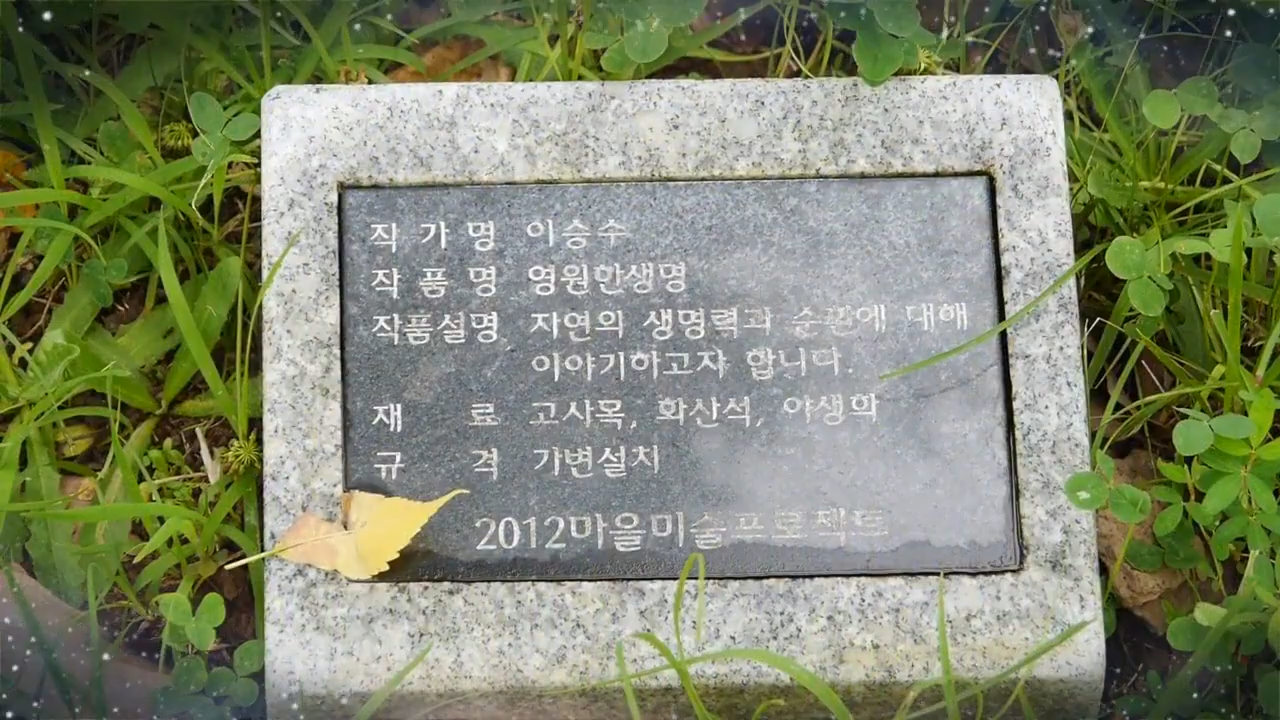 작 가 명 이승수
작 품 명 영원한생명
작품설명 자연의 생명력과 순환에 대해
이야기하고자 합니다.
재 료 고사목, 화산석, 야생화
규 격 가변설치
2012마을미술프로젝트